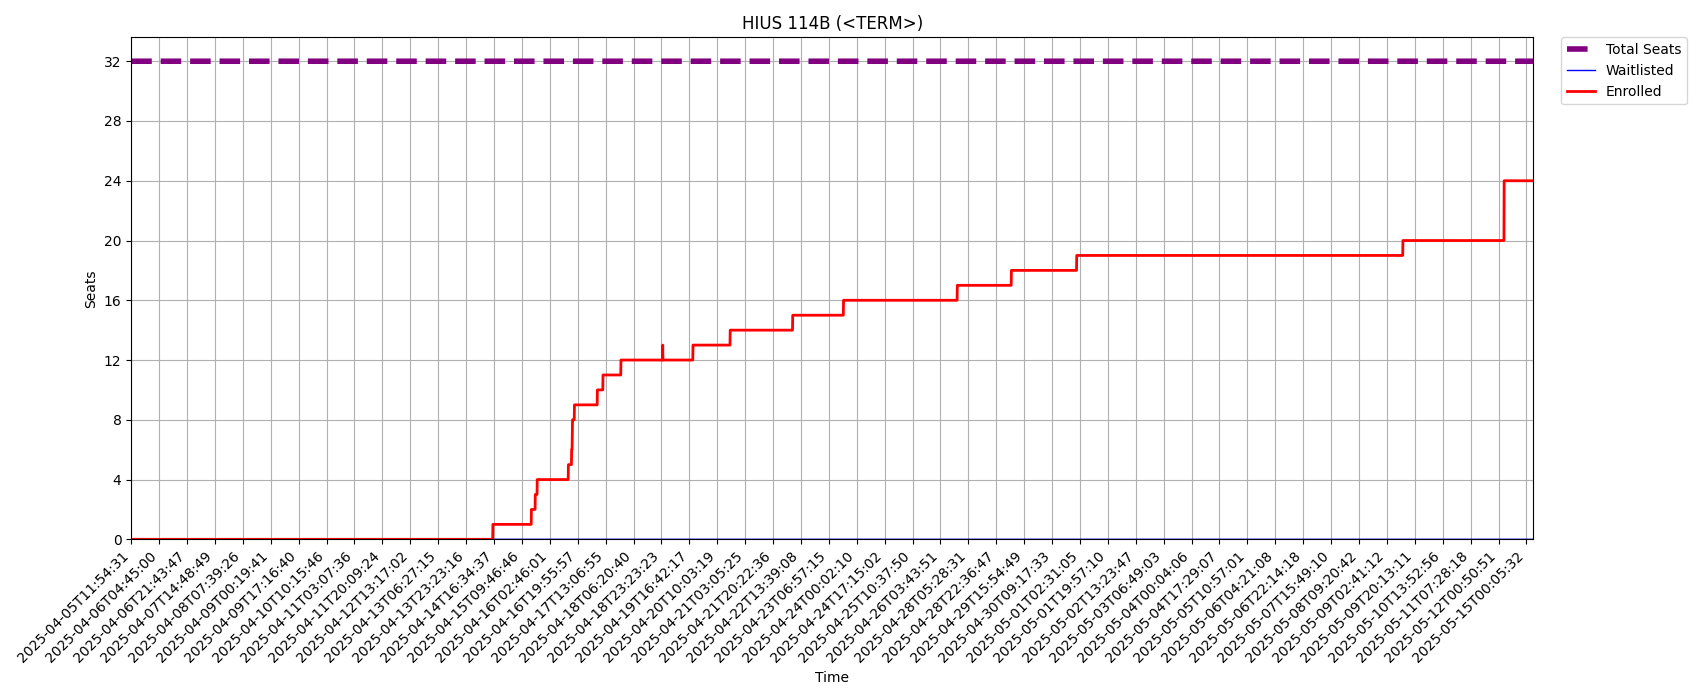 HIUS 114B (<TERM>)
Total Seats
Waitlisted
Enrolled
32
28
24
20
16
12
8
4
0
Seats
2025-04-05T11:54:31
2025-04-06T04:45:00
2025-04-06T21:43:47
2025-04-07T14:48:49
2025-04-08T07:39:26
2025-04-09T00:19:41
2025-04-09T17:16:40
2025-04-10T10:15:46
2025-04-11T03:07:36
2025-04-11T20:09:24
2025-04-12T13:17:02
2025-04-13T06:27:15
2025-04-13T23:23:16
2025-04-14T16:34:37
2025-04-15T09:46:46
2025-04-16T02:46:01
2025-04-16T19:55:57
2025-04-17T13:06:55
2025-04-18T06:20:40
2025-04-18T23:23:23
2025-04-19T16:42:17
2025-04-20T10:03:19
2025-04-21T03:05:25
2025-04-21T20:22:36
2025-04-22T13:39:08
2025-04-23T06:57:15
2025-04-24T00:02:10
2025-04-24T17:15:02
2025-04-25T10:37:50
2025-04-26T03:43:51
2025-04-28T05:28:31
2025-04-28T22:36:47
2025-04-29T15:54:49
2025-04-30T09:17:33
2025-05-01T02:31:05
2025-05-01T19:57:10
2025-05-02T13:23:47
2025-05-03T06:49:03
2025-05-04T00:04:06
2025-05-04T17:29:07
2025-05-05T10:57:01
2025-05-06T04:21:08
2025-05-06T22:14:18
2025-05-07T15:49:10
2025-05-08T09:20:42
2025-05-09T02:41:12
2025-05-09T20:13:11
2025-05-10T13:52:56
2025-05-11T07:28:18
2025-05-12T00:50:51
2025-05-15T00:05:32
Time